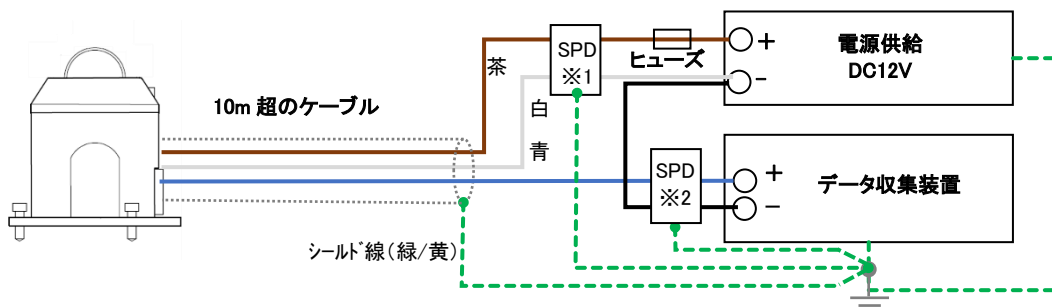 10m 超のケーブル
茶
白
青
シールド線(緑/黄)
SPD
※1
ヒューズ
+
-
電源供給
DC12V
SPD
※2
+
-
データ収集装置